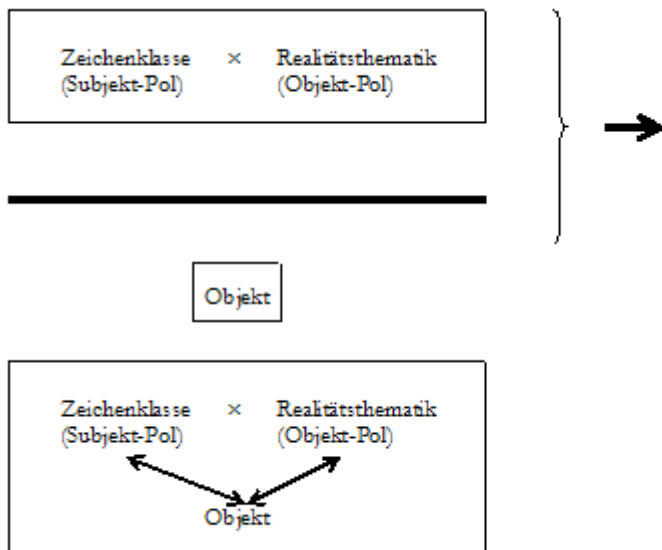 Zeichenklasse × Realitätsthematik
(Subjekt-Pol) (Objekt-Pol)
Objekt
Zeichenklasse × Realitätsthematik
(Subjekt-Pol) (Objekt-Pol)
Objekt